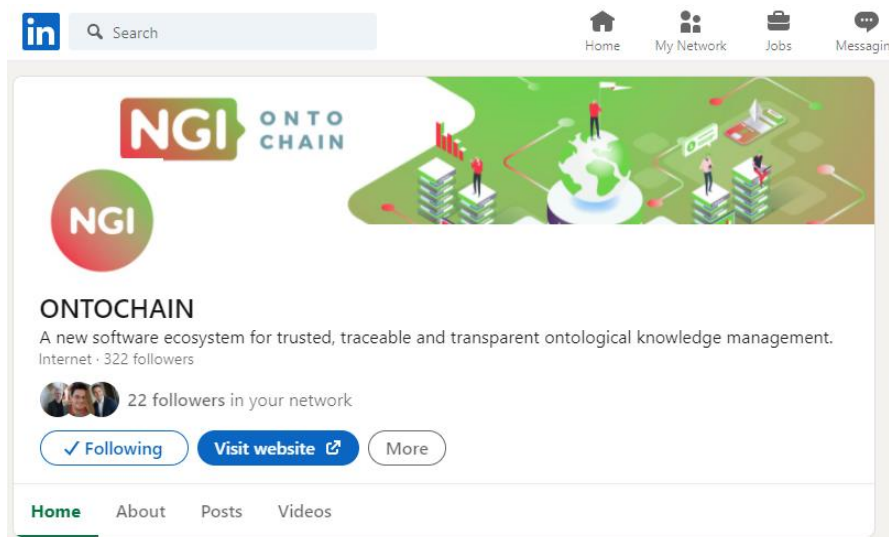 in Search
Home My Network Jobs Messagin
NGI ONTO
CHAIN
NGI
ONTOCHAIN
A new software ecosystem for trusted, traceable and transparent ontological knowledge management.
Internet · 322 followers
22 followers in your network
✓ Following Visit website More
Home About Posts Videos